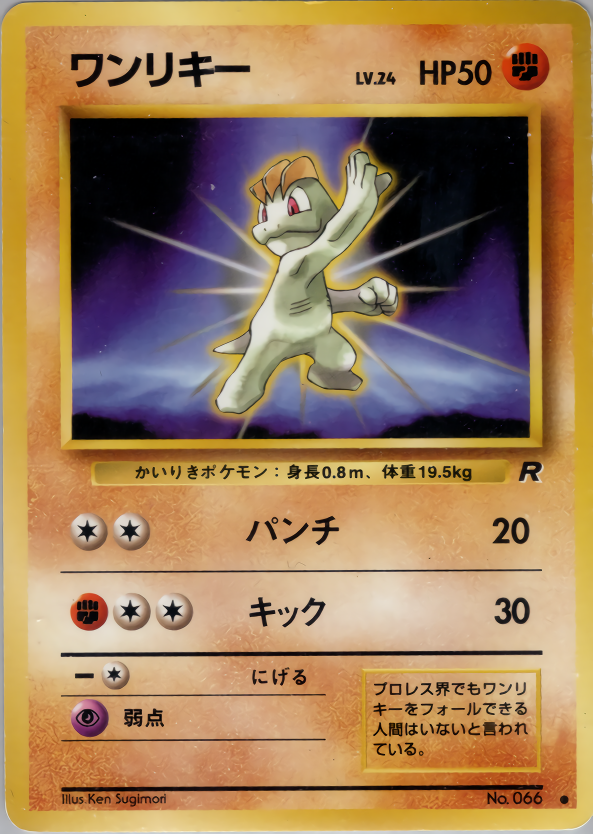 ワンリキー LV.24 HP50
かいりきポケモン：身長0.8m、体重19.5kg R
パンチ 20
キック 30
にげる
弱点
プロレス界でもワンリ
キーをフォールできる
人間はいないと言われ
ている。
Illus. Ken Sugimori No. 066